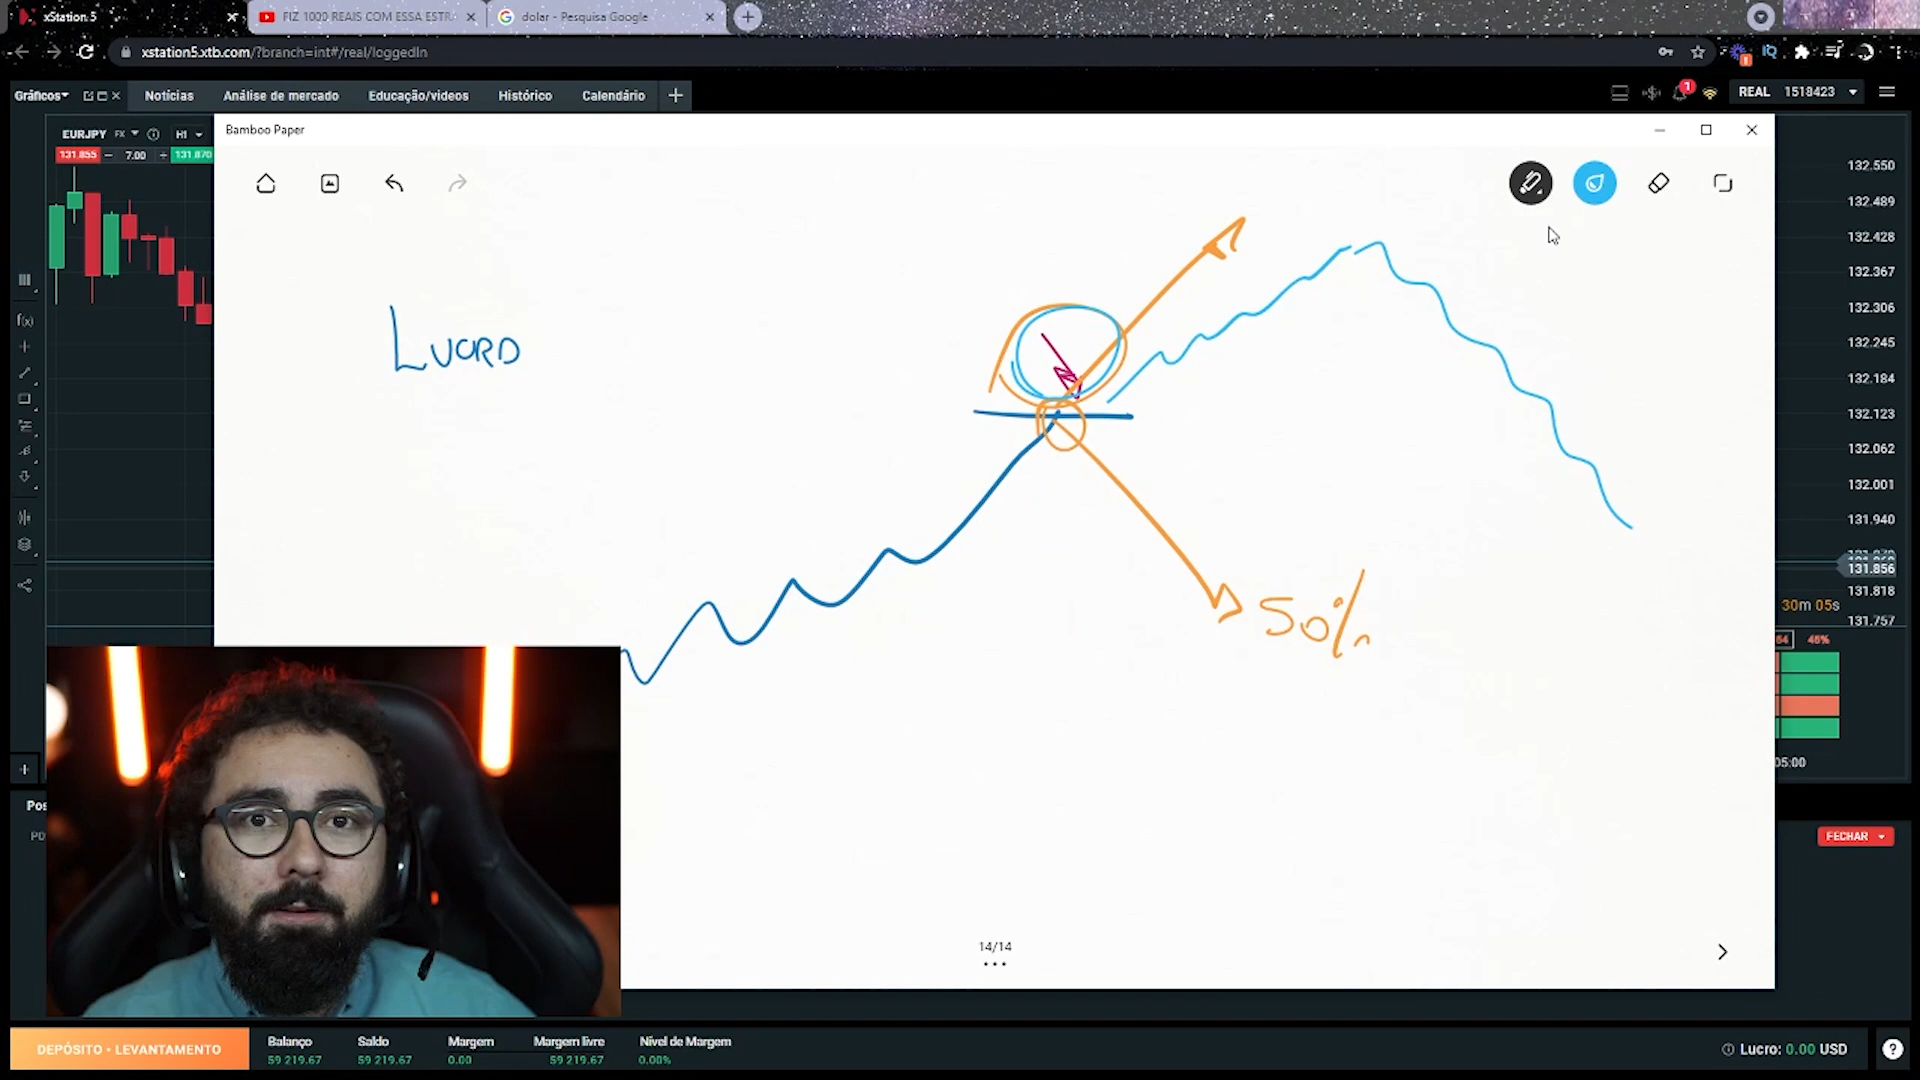 xStation 5
FIZ 1000 REAIS COM ESSA ESTR
dolar - Pesquisa Google
xstation5.xtb.com/?branch=int#/real/loggedIn
Gráficos
Notícias
Análise de mercado
Educação/videos
Histórico
Calendário
1
REAL 1518423
EURJPY FX H1
131.855 7.00 131.870
Bamboo Paper
LUCRO
50%
14/14
132.550
132.489
132.428
132.367
132.306
132.245
132.184
132.123
132.062
132.001
131.940
131.856
131.818
30m 05s
131.757
46%
05:00
Pos
FECHAR
DEPÓSITO • LEVANTAMENTO
Balanço Saldo Margem Margem livre Nível de Margem
59 219.67 59 219.67 0.00 59 219.67 0.00%
Lucro: 0.00 USD